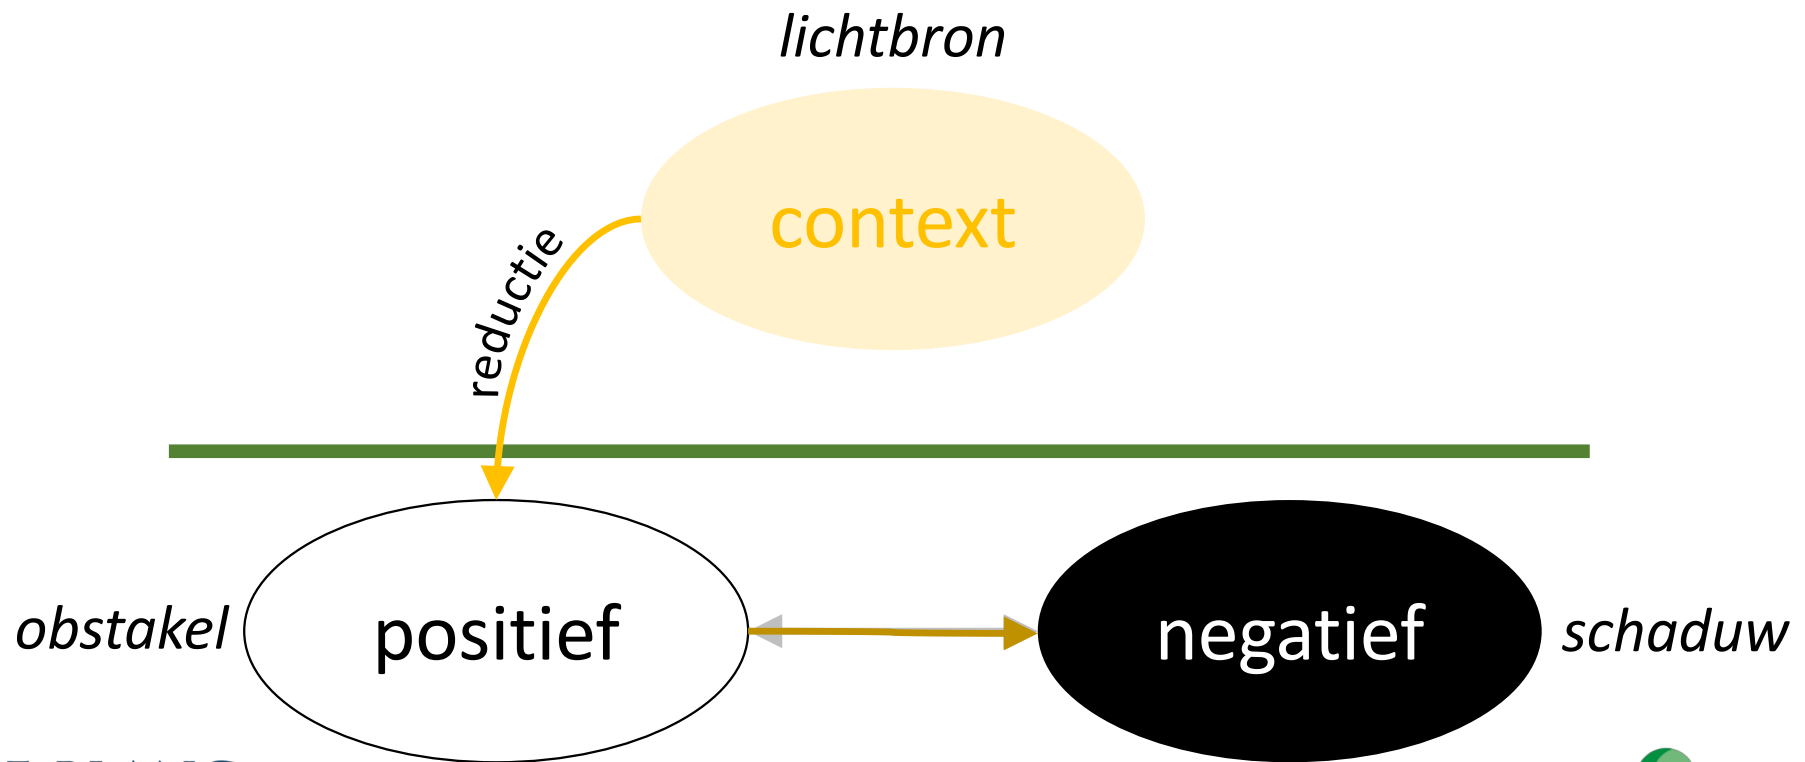 lichtbron
context
reductie
obstakel
positief
negatief
schaduw